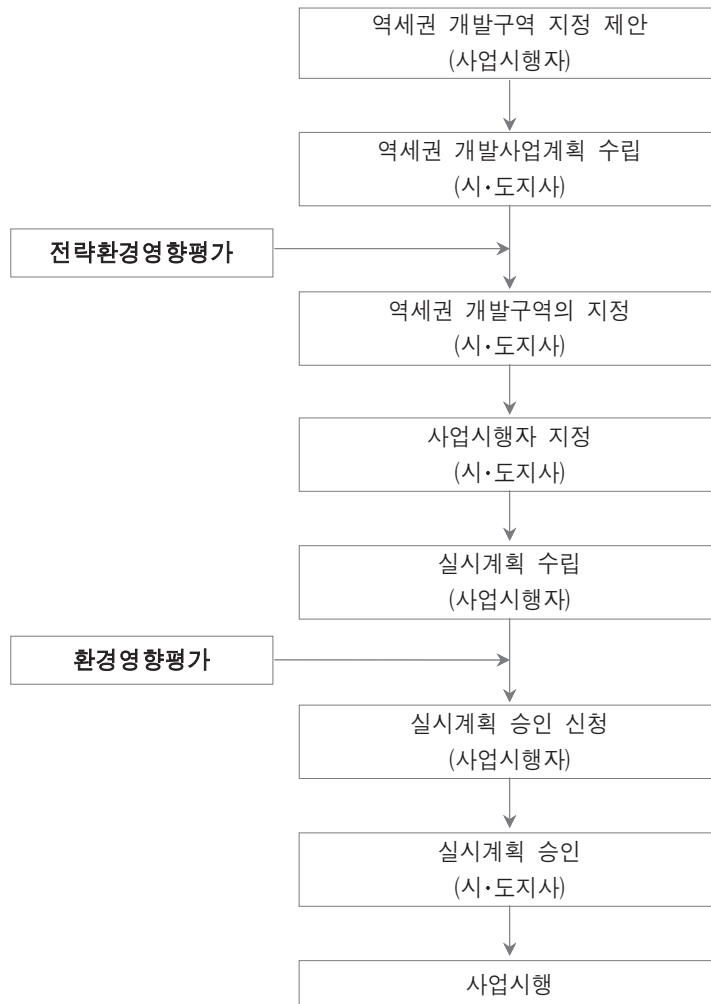 역세권 개발구역 지정 제안
(사업시행자)
역세권 개발사업계획 수립
(시·도지사)
전략환경영향평가
역세권 개발구역의 지정
(시·도지사)
사업시행자 지정
(시·도지사)
실시계획 수립
(사업시행자)
환경영향평가
실시계획 승인 신청
(사업시행자)
실시계획 승인
(시·도지사)
사업시행